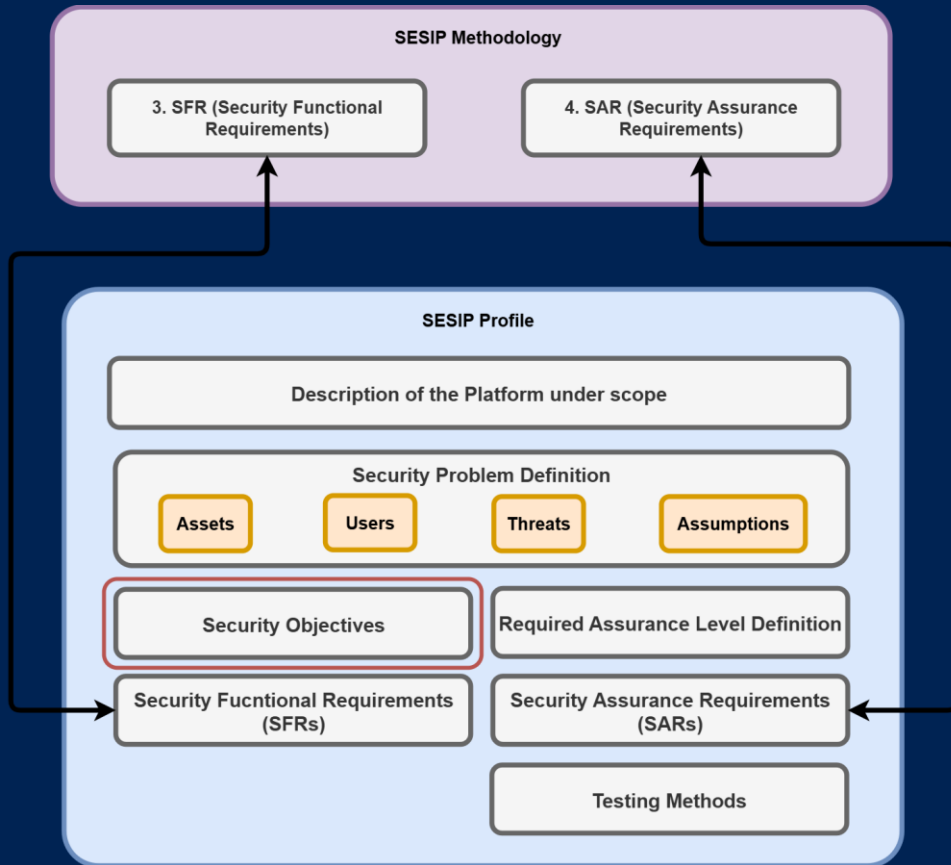 SESIP Methodology
3. SFR (Security Functional
Requirements)
4. SAR (Security Assurance
Requirements)
SESIP Profile
Description of the Platform under scope
Security Problem Definition
Assets
Users
Threats
Assumptions
Security Objectives
Required Assurance Level Definition
Security Fucntional Requirements
(SFRs)
Security Assurance Requirements
(SARs)
Testing Methods